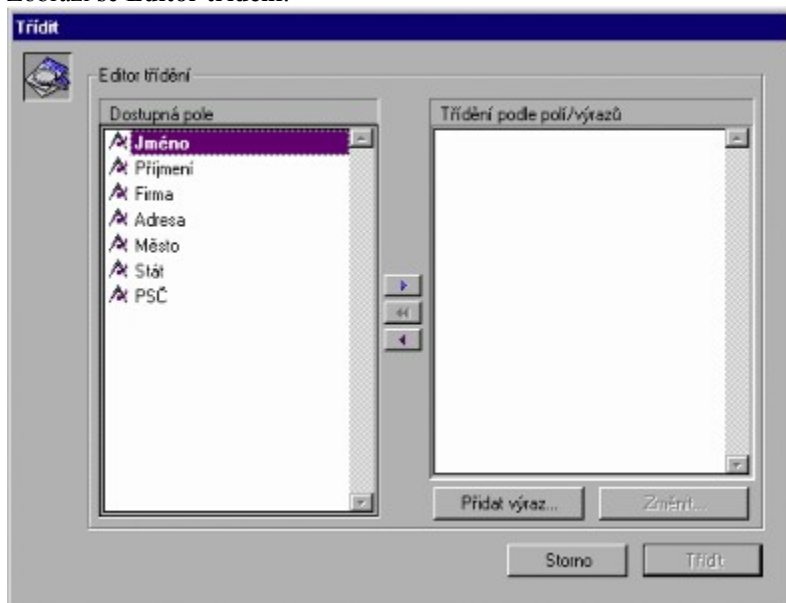 Zobrazí se Editor třídění.
Třídit
Editor třídění
Dostupná pole
Jméno
Příjmení
Firma
Adresa
Město
Stát
PSČ
Třídění podle polí/výrazů
Přidat výraz...
Změnit...
Storno
Třídit